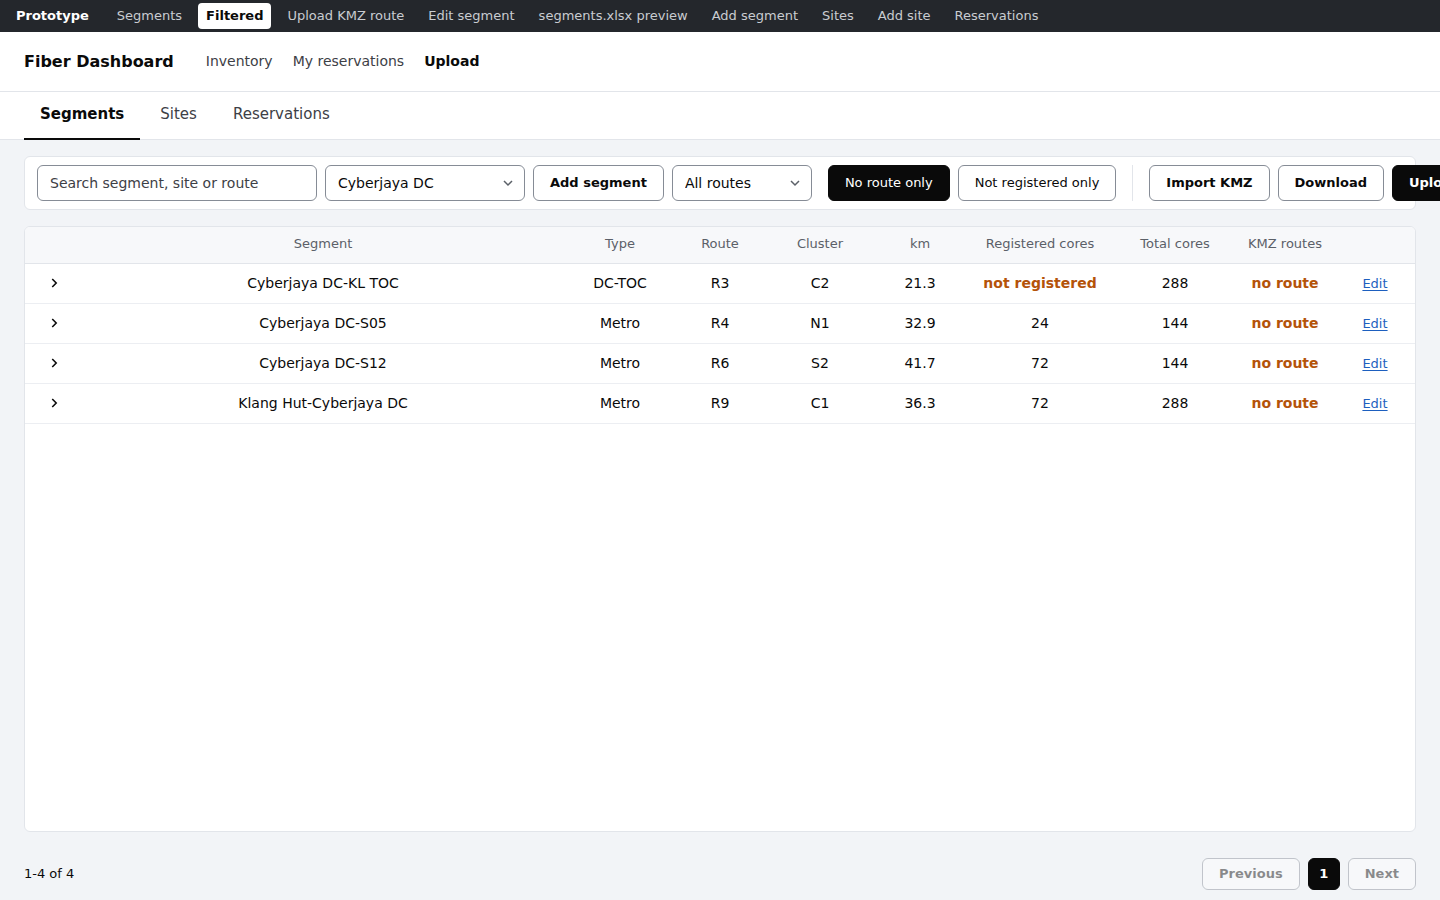 Prototype Segments Filtered Upload KMZ route Edit segment segments.xlsx preview Add segment Sites Add site Reservations
Fiber Dashboard Inventory My reservations Upload
Segments Sites Reservations
Search segment, site or route Cyberjaya DC Add segment All routes No route only Not registered only Import KMZ Download
Segment Type Route Cluster km Registered cores Total cores KMZ routes
Cyberjaya DC-KL TOC DC-TOC R3 C2 21.3 not registered 288 no route Edit
Cyberjaya DC-S05 Metro R4 N1 32.9 24 144 no route Edit
Cyberjaya DC-S12 Metro R6 S2 41.7 72 144 no route Edit
Klang Hut-Cyberjaya DC Metro R9 C1 36.3 72 288 no route Edit
1-4 of 4 Previous 1 Next